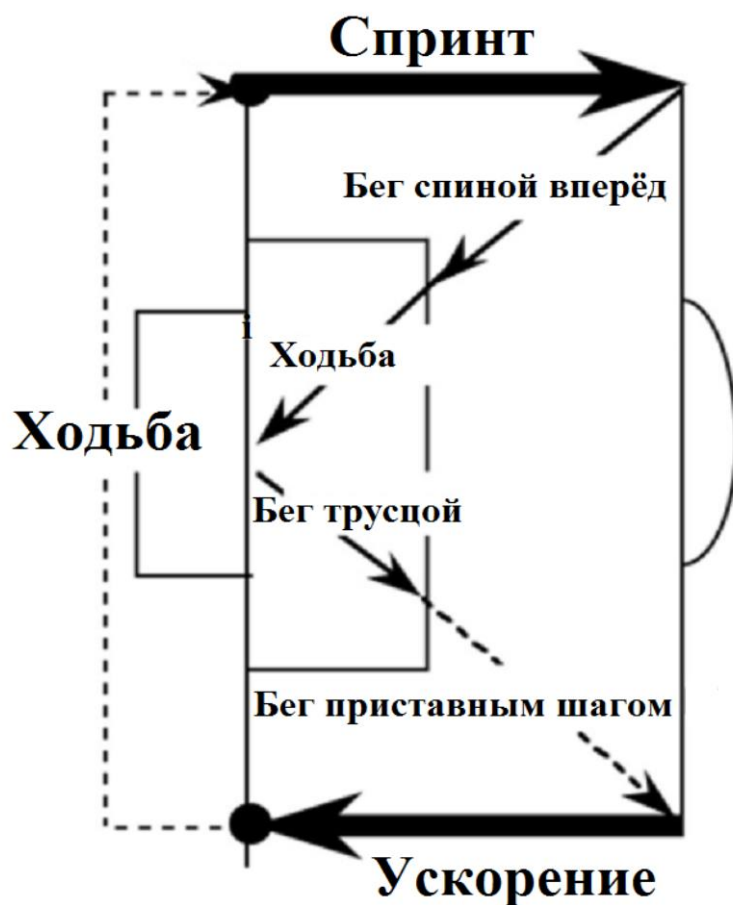 Спринт
Бег спиной вперёд
i
Ходьба
Ходьба
Бег трусцой
Бег приставным шагом
Ускорение